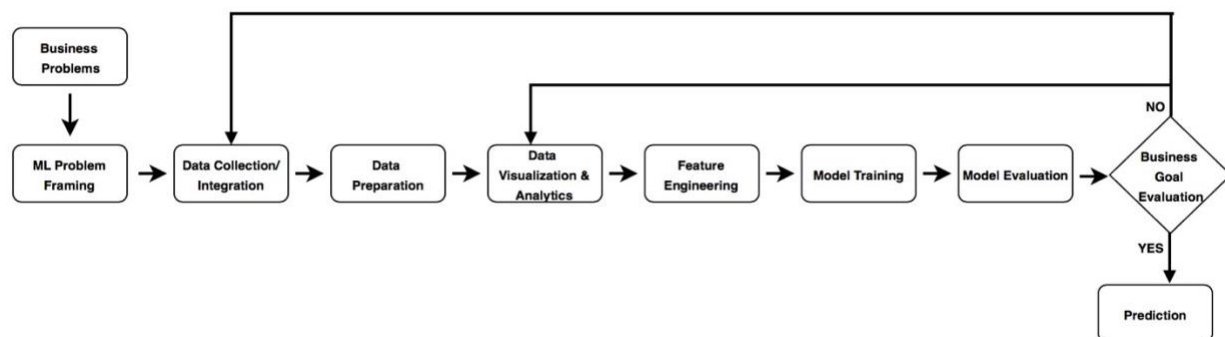 Business
Problems
ML Problem
Framing
Data Collection/
Integration
Data
Preparation
Data
Visualization &
Analytics
Feature
Engineering
Model Training
Model Evaluation
NO
Business
Goal
Evaluation
YES
Prediction